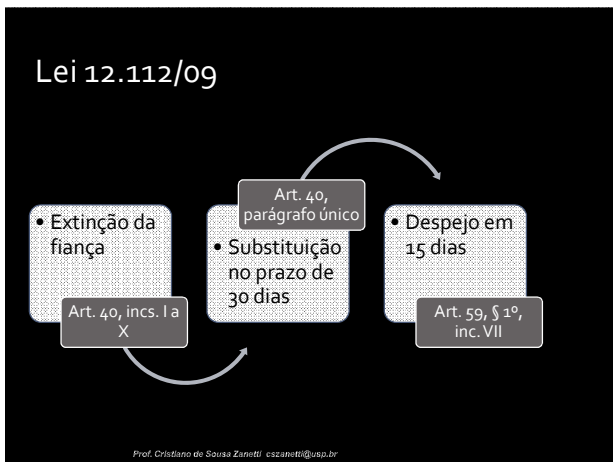 Lei 12.112/09
• Extinção da
fiança
Art. 40, incs. I a
X
Art. 40,
parágrafo único
• Substituição
no prazo de
30 dias
• Despejo em
15 dias
Art. 59, § 1º,
inc. VII
Prof. Cristiano de Sousa Zanetti cszanetti@usp.br